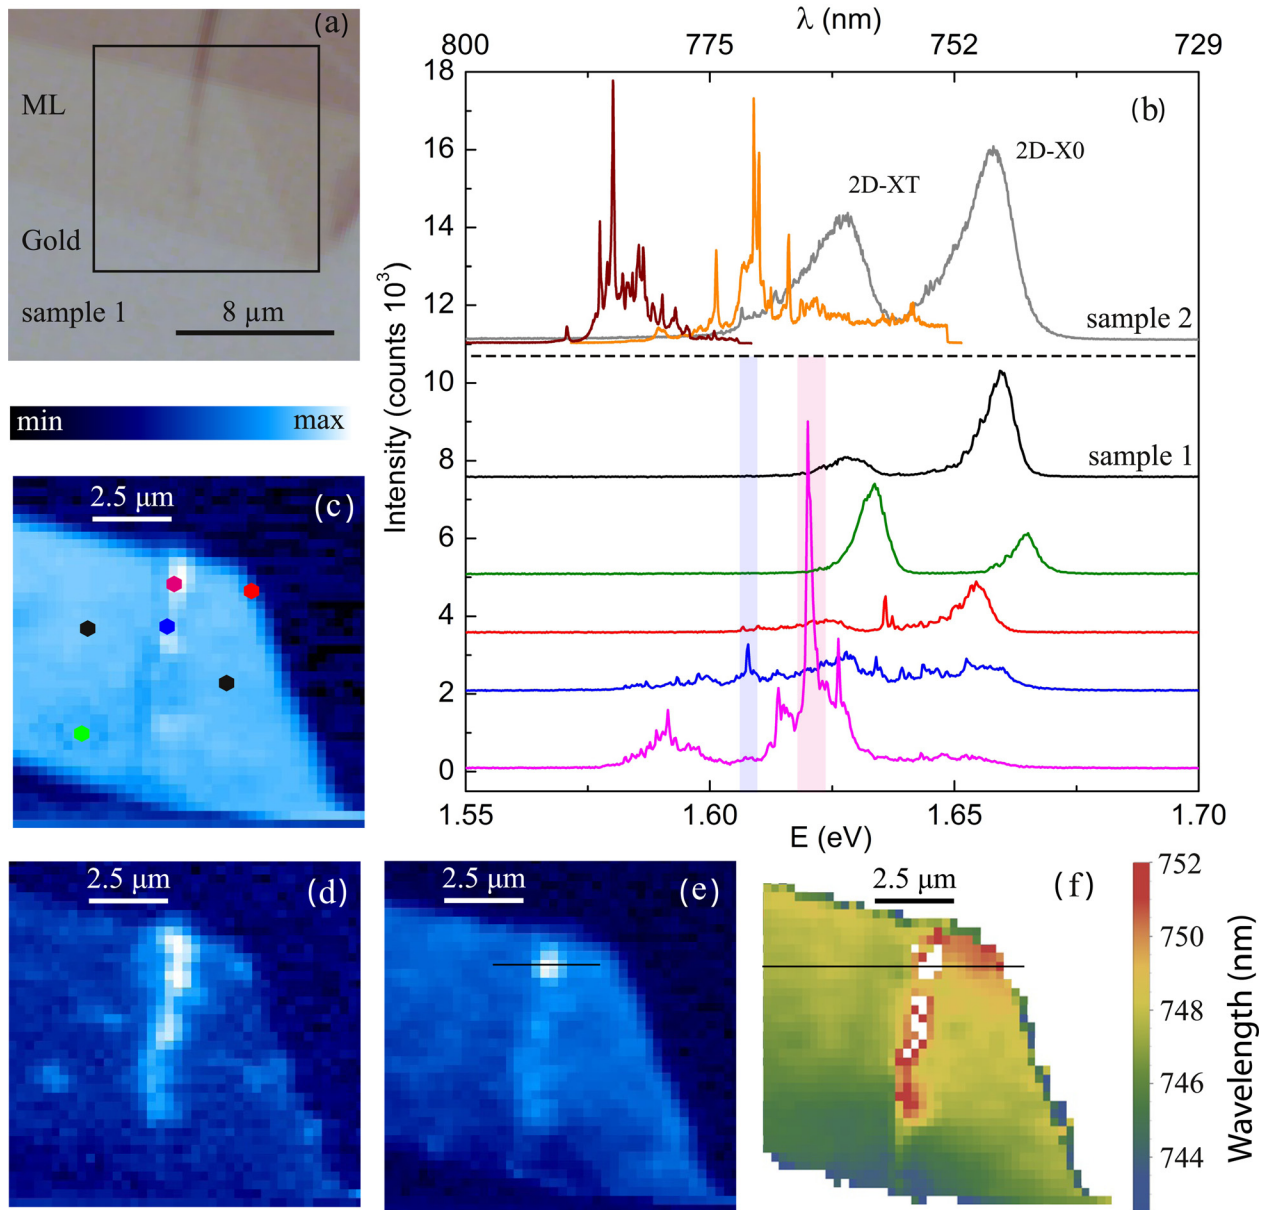 (a)
ML
Gold
sample 1
8 µm
min
max
2.5 µm
(c)
λ (nm)
800
775
752
729
18
16
14
12
10
8
6
4
2
0
Intensity (counts 10³)
(b)
2D-X0
2D-XT
sample 2
sample 1
1.55
1.60
1.65
1.70
E (eV)
2.5 µm
(d)
2.5 µm
(e)
2.5 µm
(f)
752
750
748
746
744
Wavelength (nm)